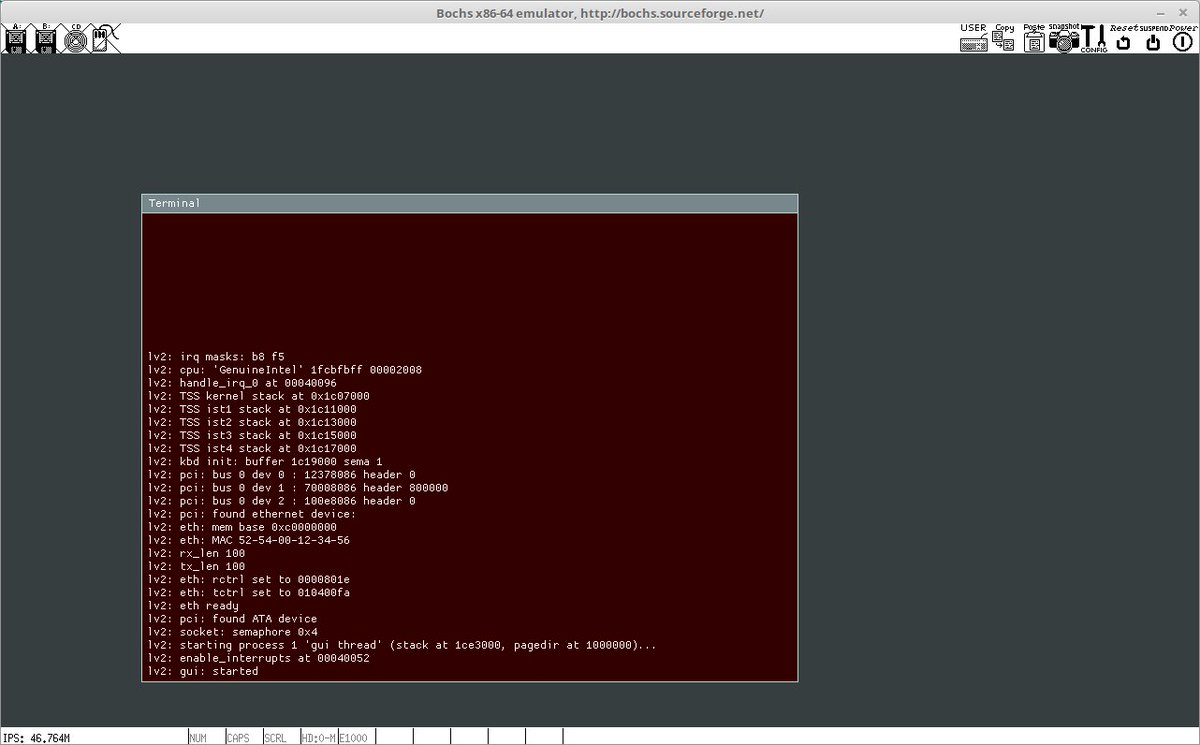 Bochs x86-64 emulator, http://bochs.sourceforge.net/
A: B: CD USER Copy Paste snapshot CONFIG Reset SUSPEND Power
Terminal
lv2: irq masks: b8 f5
lv2: cpu: 'GenuineIntel' 1fcbfbff 00002008
lv2: handle_irq_0 at 00040096
lv2: TSS kernel stack at 0x1c07000
lv2: TSS ist1 stack at 0x1c11000
lv2: TSS ist2 stack at 0x1c13000
lv2: TSS ist3 stack at 0x1c15000
lv2: TSS ist4 stack at 0x1c17000
lv2: kbd init: buffer 1c19000 sema 1
lv2: pci: bus 0 dev 0 : 12378086 header 0
lv2: pci: bus 0 dev 1 : 70008086 header 800000
lv2: pci: bus 0 dev 2 : 100e8086 header 0
lv2: pci: found ethernet device:
lv2: eth: mem base 0xc0000000
lv2: eth: MAC 52-54-00-12-34-56
lv2: rx_len 100
lv2: tx_len 100
lv2: eth: rctrl set to 0000801e
lv2: eth: tctrl set to 010400fa
lv2: eth ready
lv2: pci: found ATA device
lv2: socket: semaphore 0x4
lv2: starting process 1 'gui thread' (stack at 1ce3000, pagedir at 1000000)...
lv2: enable_interrupts at 00040052
lv2: gui: started
IPS: 46.764M NUM CAPS SCRL HD:0-M E1000